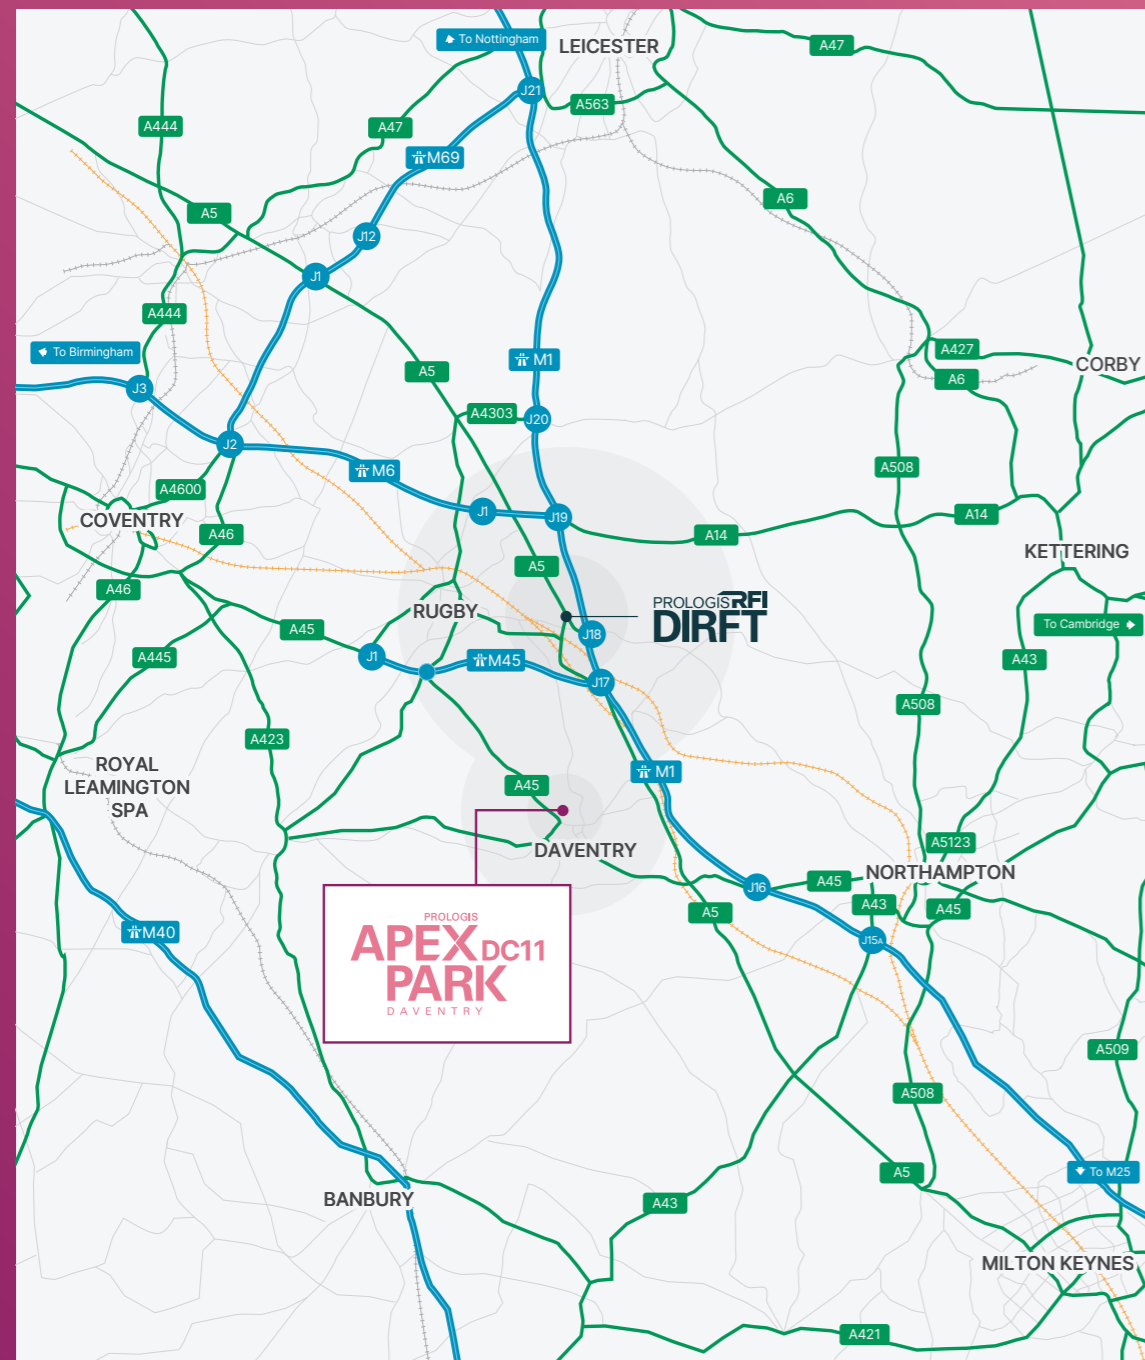 To Nottingham
LEICESTER
A47
J21
A563
A444
A47
M69
A6
A5
J12
J1
A444
To Birmingham
M1
A427
CORBY
A5
A6
J3
A4303
J20
J2
A508
M6
A4600
J1
J19
A14
COVENTRY
A46
A14
KETTERING
A5
A46
PROLOGIS RFI
DIRFT
RUGBY
To Cambridge
A45
J18
A445
J1
M45
A43
J17
A508
A423
ROYAL
LEAMINGTON
SPA
M1
A45
DAVENTRY
A5123
NORTHAMPTON
J16
A45
A43
A45
A5
PROLOGIS
APEX DC11
PARK
DAVENTRY
M40
J15A
A509
A508
A5
To M25
BANBURY
A43
MILTON KEYNES
A421